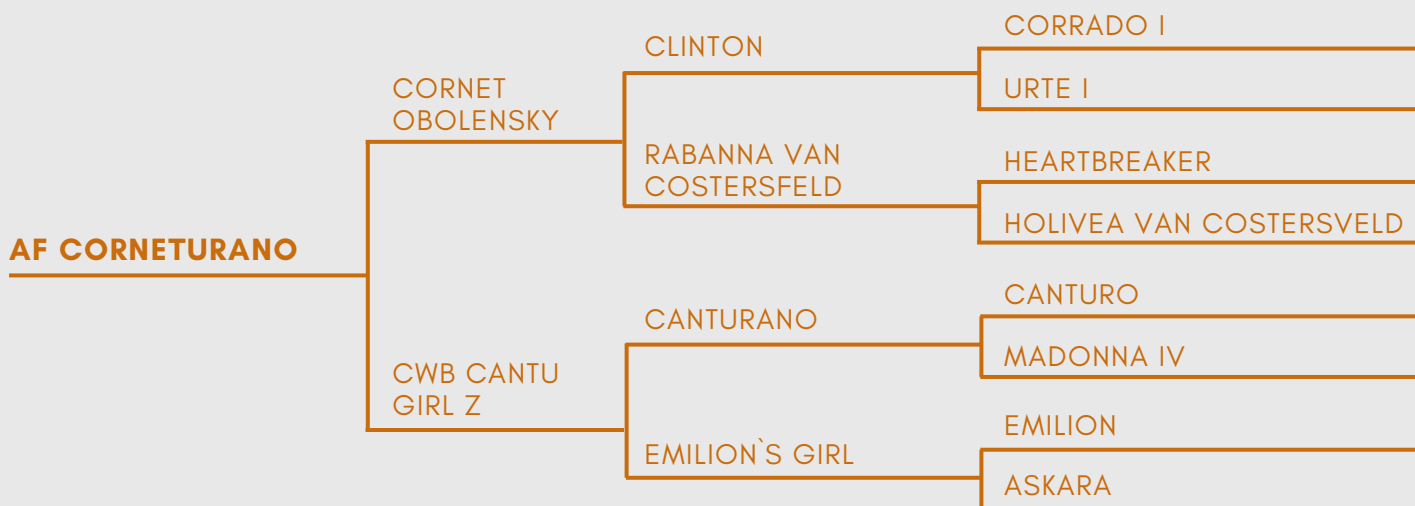 CORRADO I
CLINTON
URTE I
CORNET
OBOLENSKY
RABANNA VAN
COSTERSFELD
HEARTBREAKER
HOLIVEA VAN COSTERSVELD
AF CORNETURANO
CANTURO
CANTURANO
MADONNA IV
CWB CANTU
GIRL Z
EMILION
EMILION`S GIRL
ASKARA